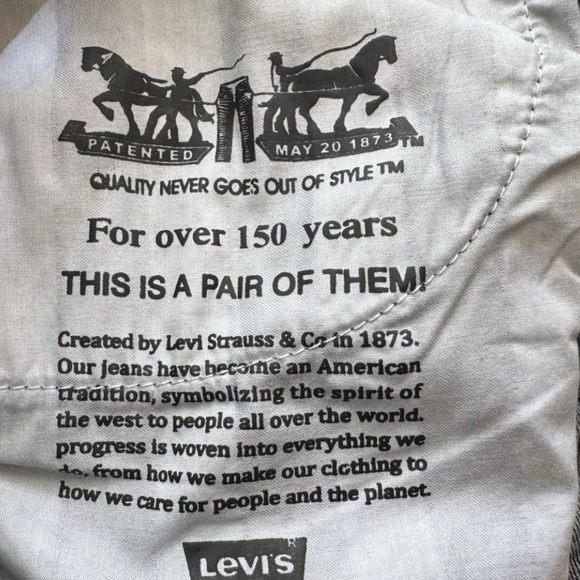 PATENTED MAY 20 1873 TM
QUALITY NEVER GOES OUT OF STYLE TM
For over 150 years
THIS IS A PAIR OF THEM!
Created by Levi Strauss & Co in 1873.
Our jeans have become an American
tradition, symbolizing the spirit of
the west to people all over the world.
progress is woven into everything we
do, from how we make our clothing to
how we care for people and the planet.
LEVI'S R